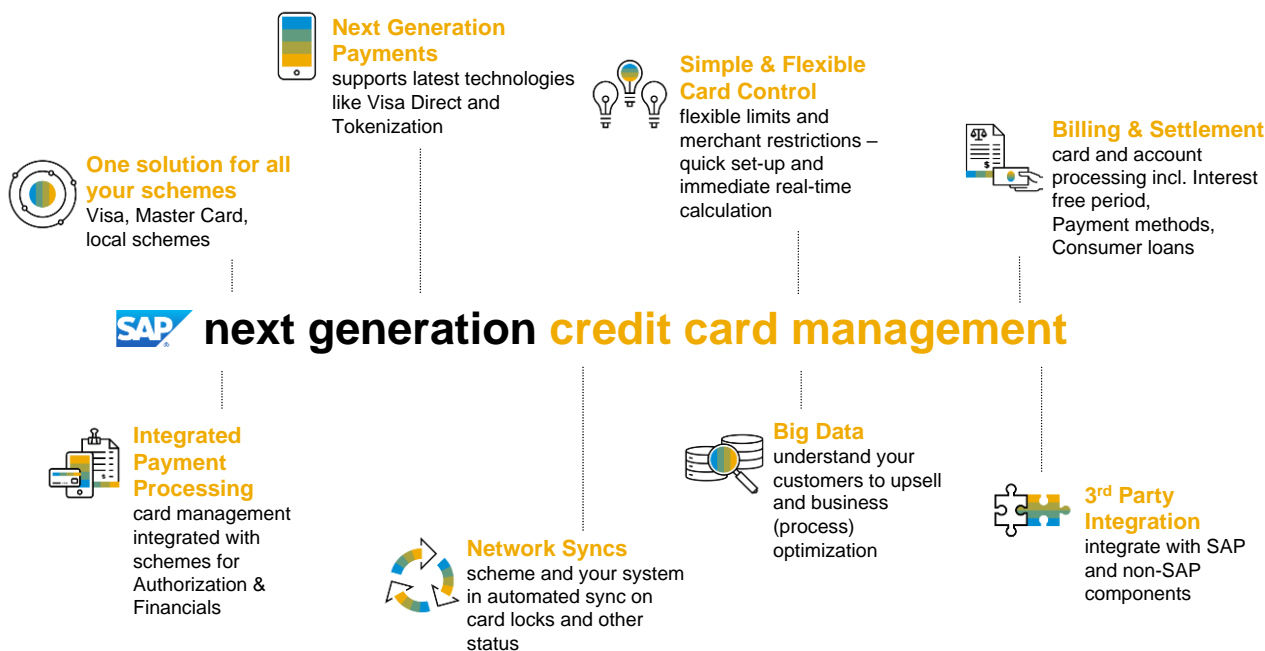 One solution for all
your schemes
Visa, Master Card,
local schemes
Next Generation
Payments
supports latest technologies
like Visa Direct and
Tokenization
Simple & Flexible
Card Control
flexible limits and
merchant restrictions –
quick set-up and
immediate real-time
calculation
Billing & Settlement
card and account
processing incl. Interest
free period,
Payment methods,
Consumer loans
SAP® next generation credit card management
Integrated
Payment
Processing
card management
integrated with
schemes for
Authorization &
Financials
Network Syncs
scheme and your system
in automated sync on
card locks and other
status
Big Data
understand your
customers to upsell
and business
(process)
optimization
3rd Party
Integration
integrate with SAP
and non-SAP
components